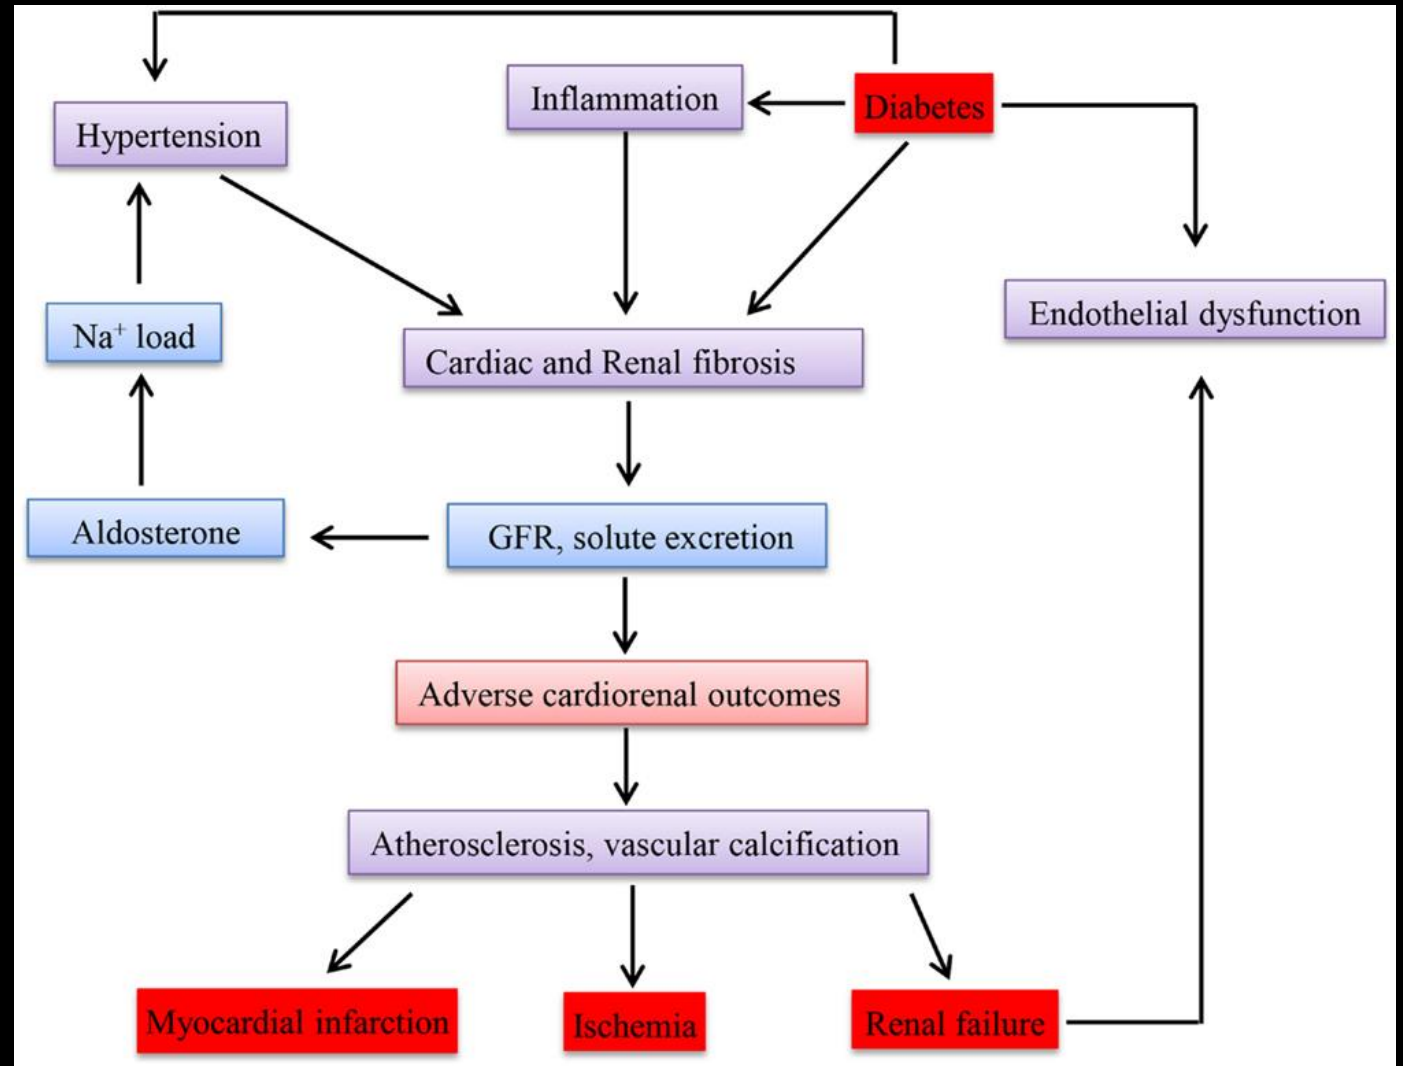 Inflammation
Diabetes
Hypertension
Endothelial dysfunction
Na⁺ load
Cardiac and Renal fibrosis
Aldosterone
GFR, solute excretion
Adverse cardiorenal outcomes
Atherosclerosis, vascular calcification
Myocardial infarction
Ischemia
Renal failure